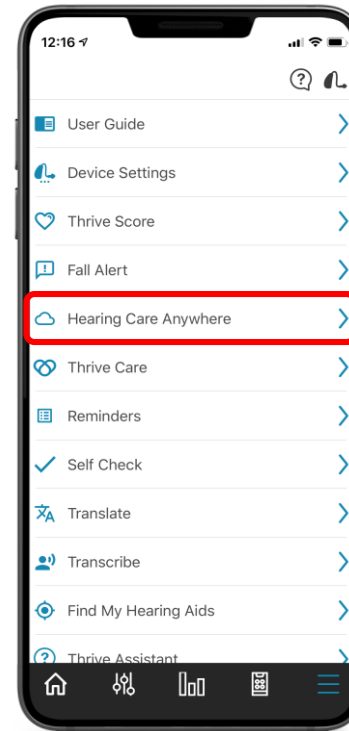 12:16
User Guide
Device Settings
Thrive Score
Fall Alert
Hearing Care Anywhere
Thrive Care
Reminders
Self Check
Translate
Transcribe
Find My Hearing Aids
Thrive Assistant